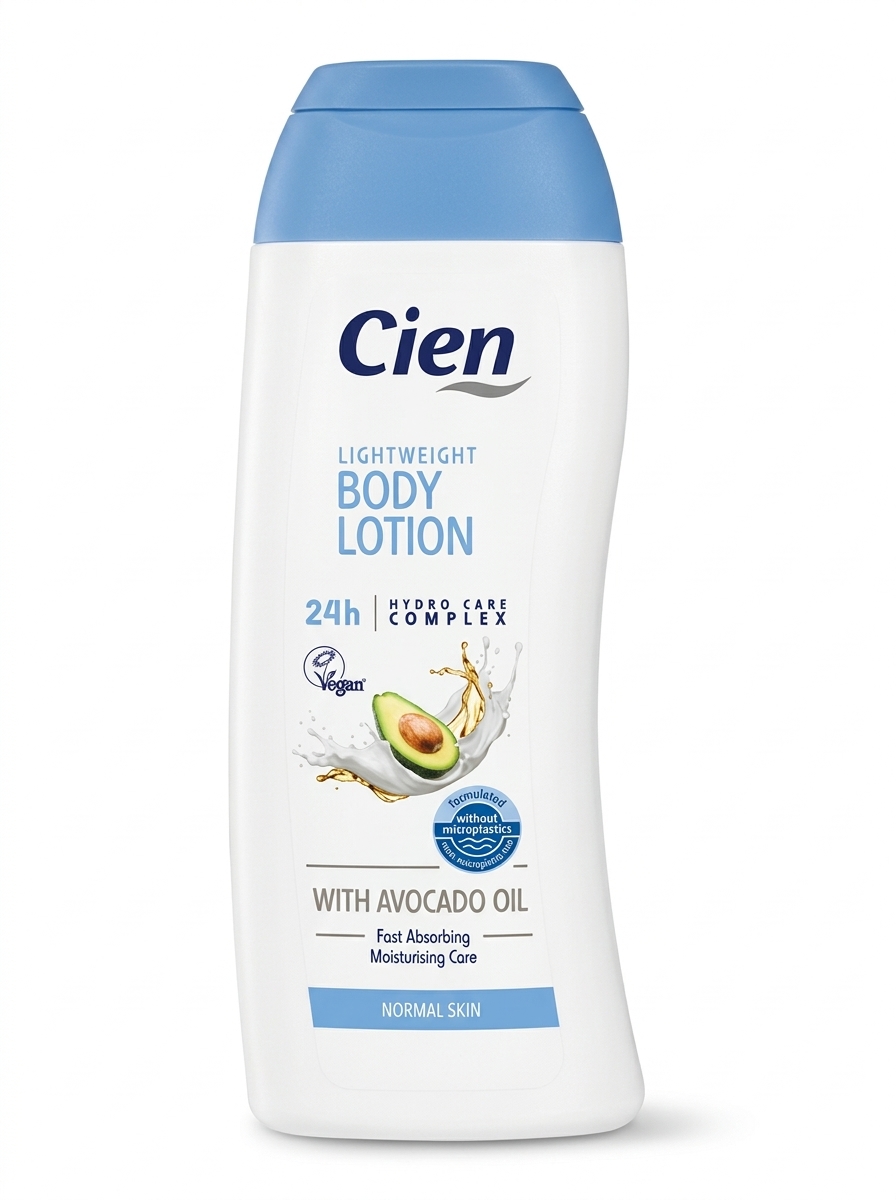 Cien
LIGHTWEIGHT
BODY
LOTION
24h
HYDRO CARE
COMPLEX
Vegan
formulated
without
microplastics
WITH AVOCADO OIL
Fast Absorbing
Moisturising Care
NORMAL SKIN